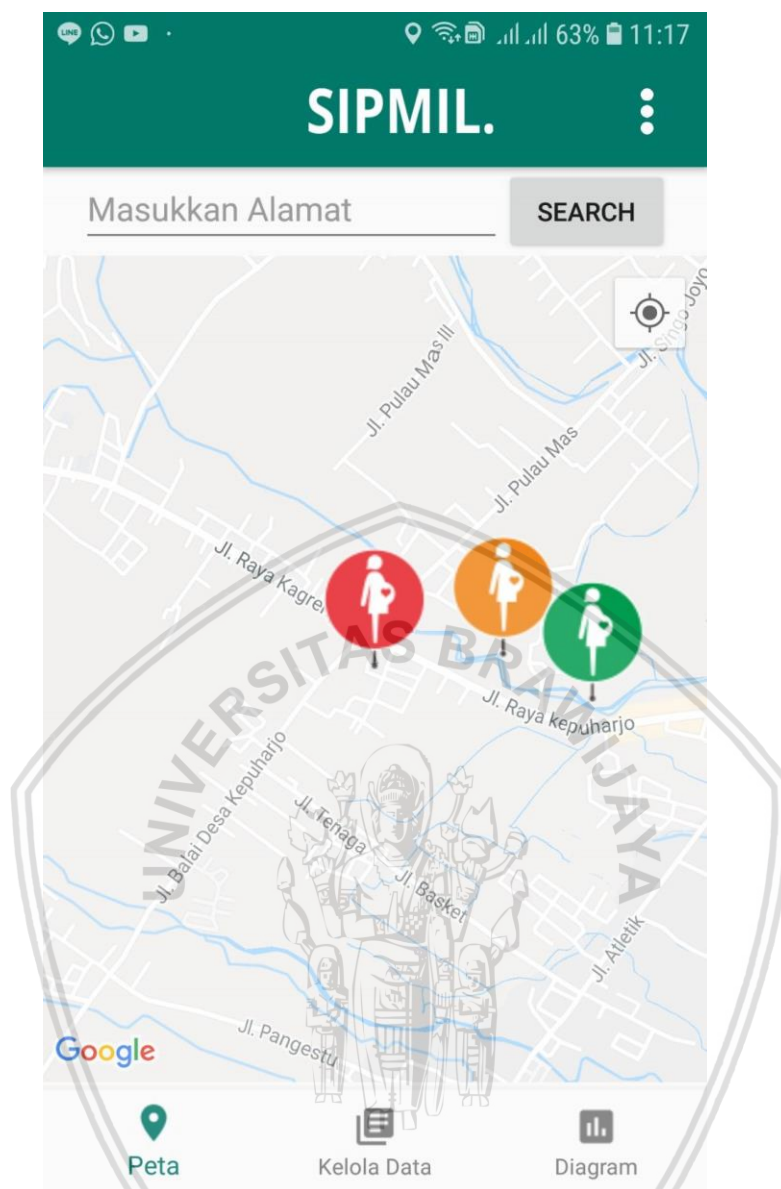 LINE 63% 11:17
SIPMIL.
Masukkan Alamat SEARCH
Jl. Singo Joyo
Jl. Pulau Mas III
Jl. Pulau Mas
Jl. Raya Kagre
UNIVERSITAS BRAWIJAYA
Jl. Raya kepuharjo
Jl. Balai Desa Kepuharjo
Jl. Tenaga
Jl. Basket
Jl. Atletik
Jl. Pangestu
Google
Peta Kelola Data Diagram